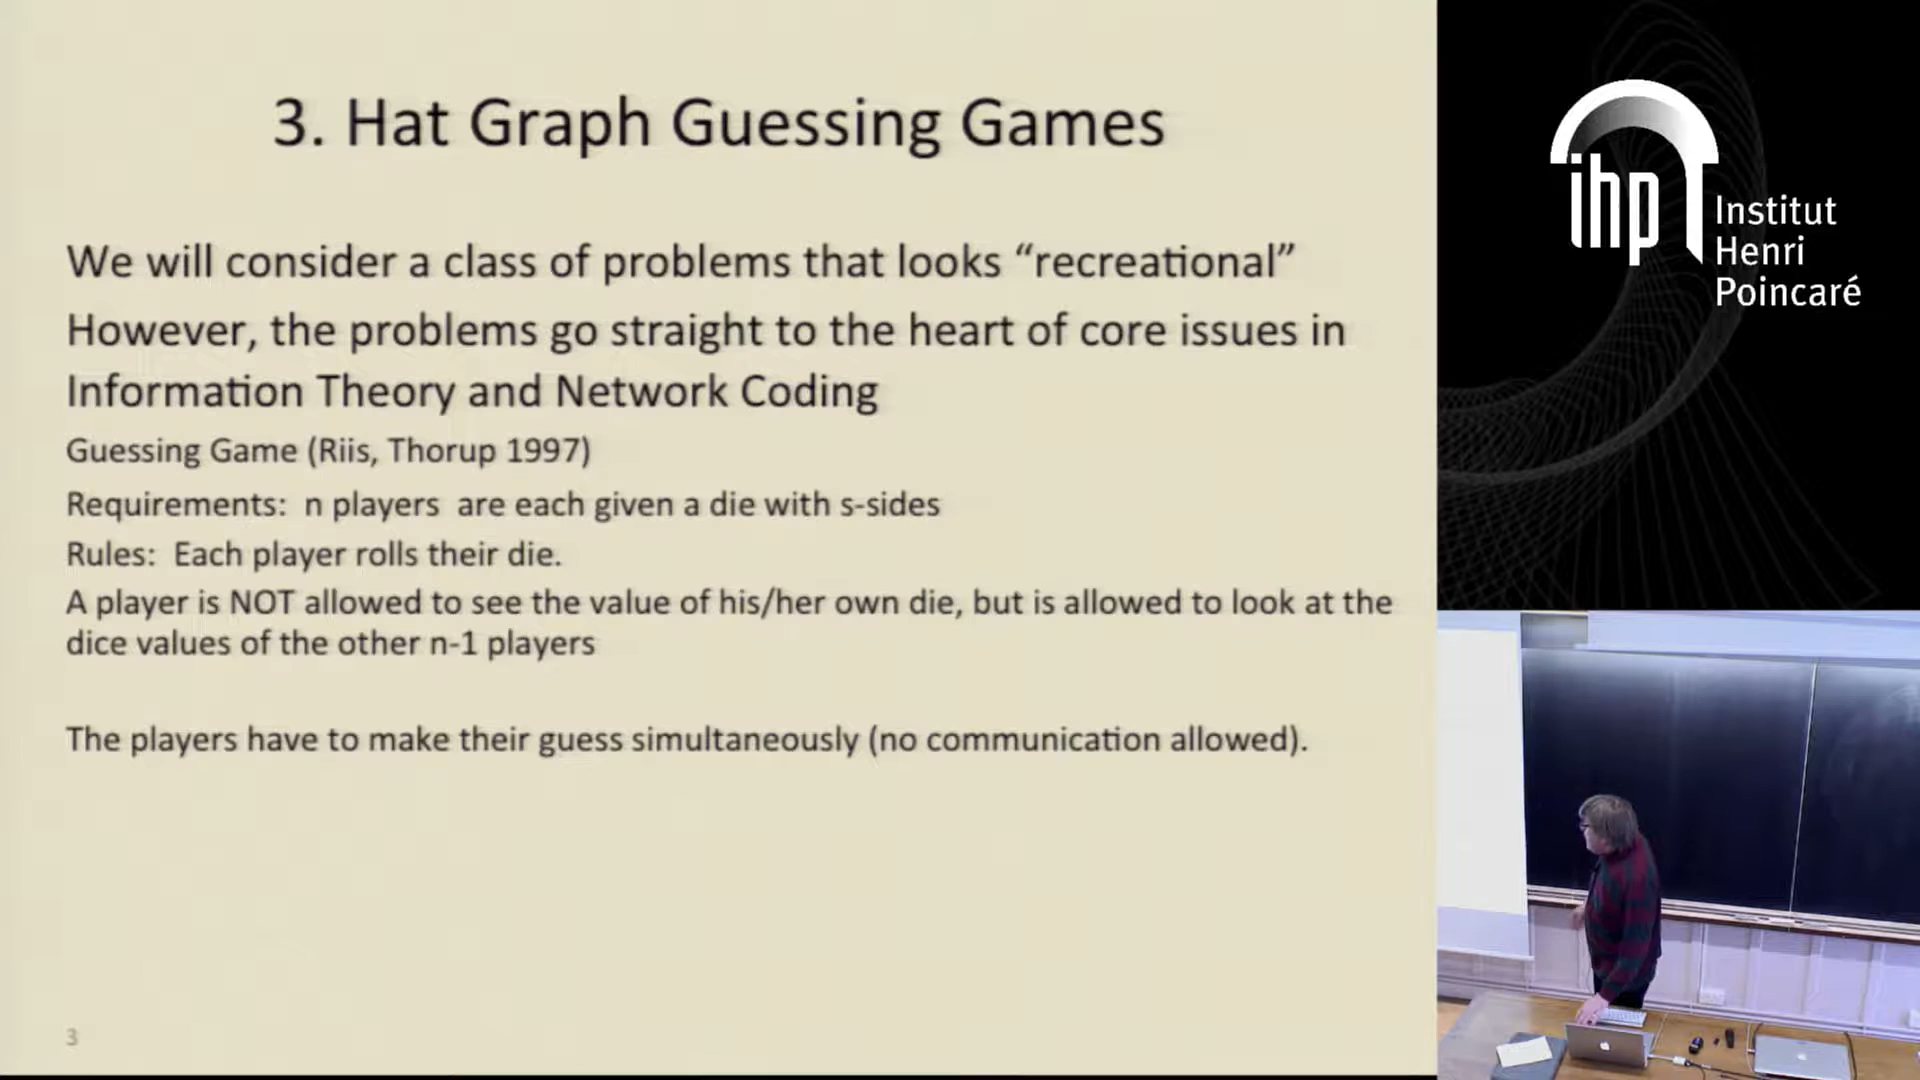 3. Hat Graph Guessing Games
We will consider a class of problems that looks “recreational”
However, the problems go straight to the heart of core issues in
Information Theory and Network Coding
Guessing Game (Riis, Thorup 1997)
Requirements:  n players  are each given a die with s-sides
Rules:  Each player rolls their die.
A player is NOT allowed to see the value of his/her own die, but is allowed to look at the
dice values of the other n-1 players
The players have to make their guess simultaneously (no communication allowed).
3
ihp
Institut
Henri
Poincaré